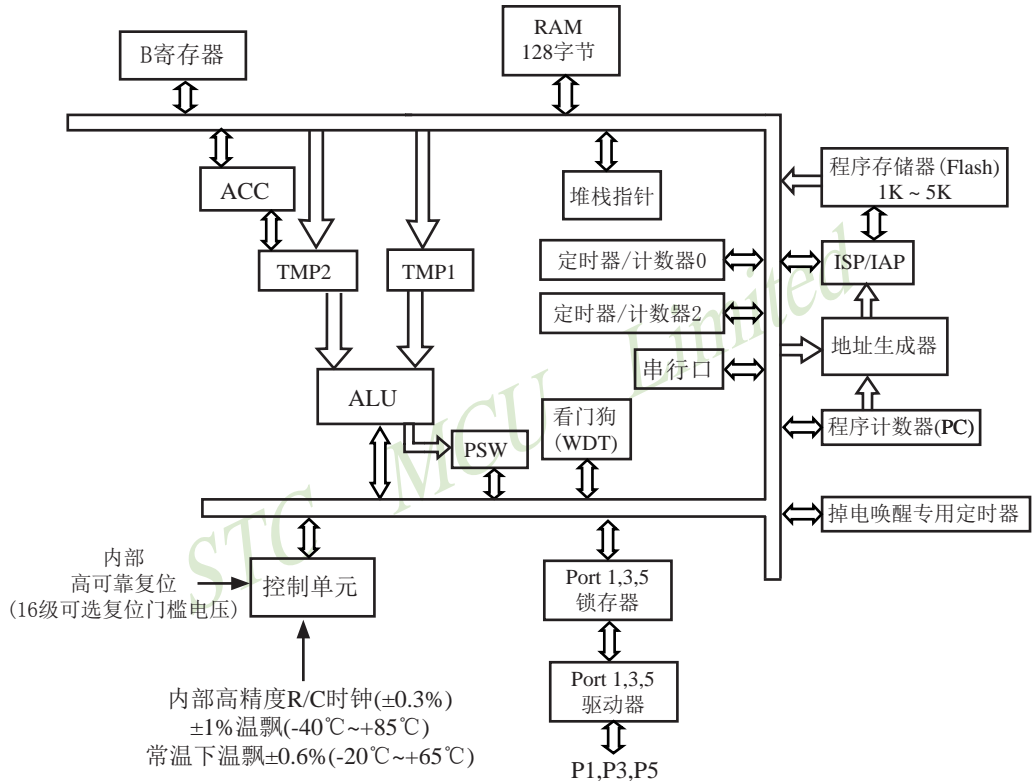 B寄存器
RAM
128字节
ACC
堆栈指针
程序存储器(Flash)
1K ~ 5K
TMP2
TMP1
定时器/计数器0
ISP/IAP
定时器/计数器2
地址生成器
串行口
ALU
看门狗
(WDT)
程序计数器(PC)
PSW
掉电唤醒专用定时器
内部
高可靠复位
(16级可选复位门槛电压)
控制单元
Port 1,3,5
锁存器
内部高精度R/C时钟(±0.3%)
±1%温飘(-40℃~+85℃)
常温下温飘±0.6%(-20℃~+65℃)
Port 1,3,5
驱动器
P1,P3,P5
STC MCU Limited